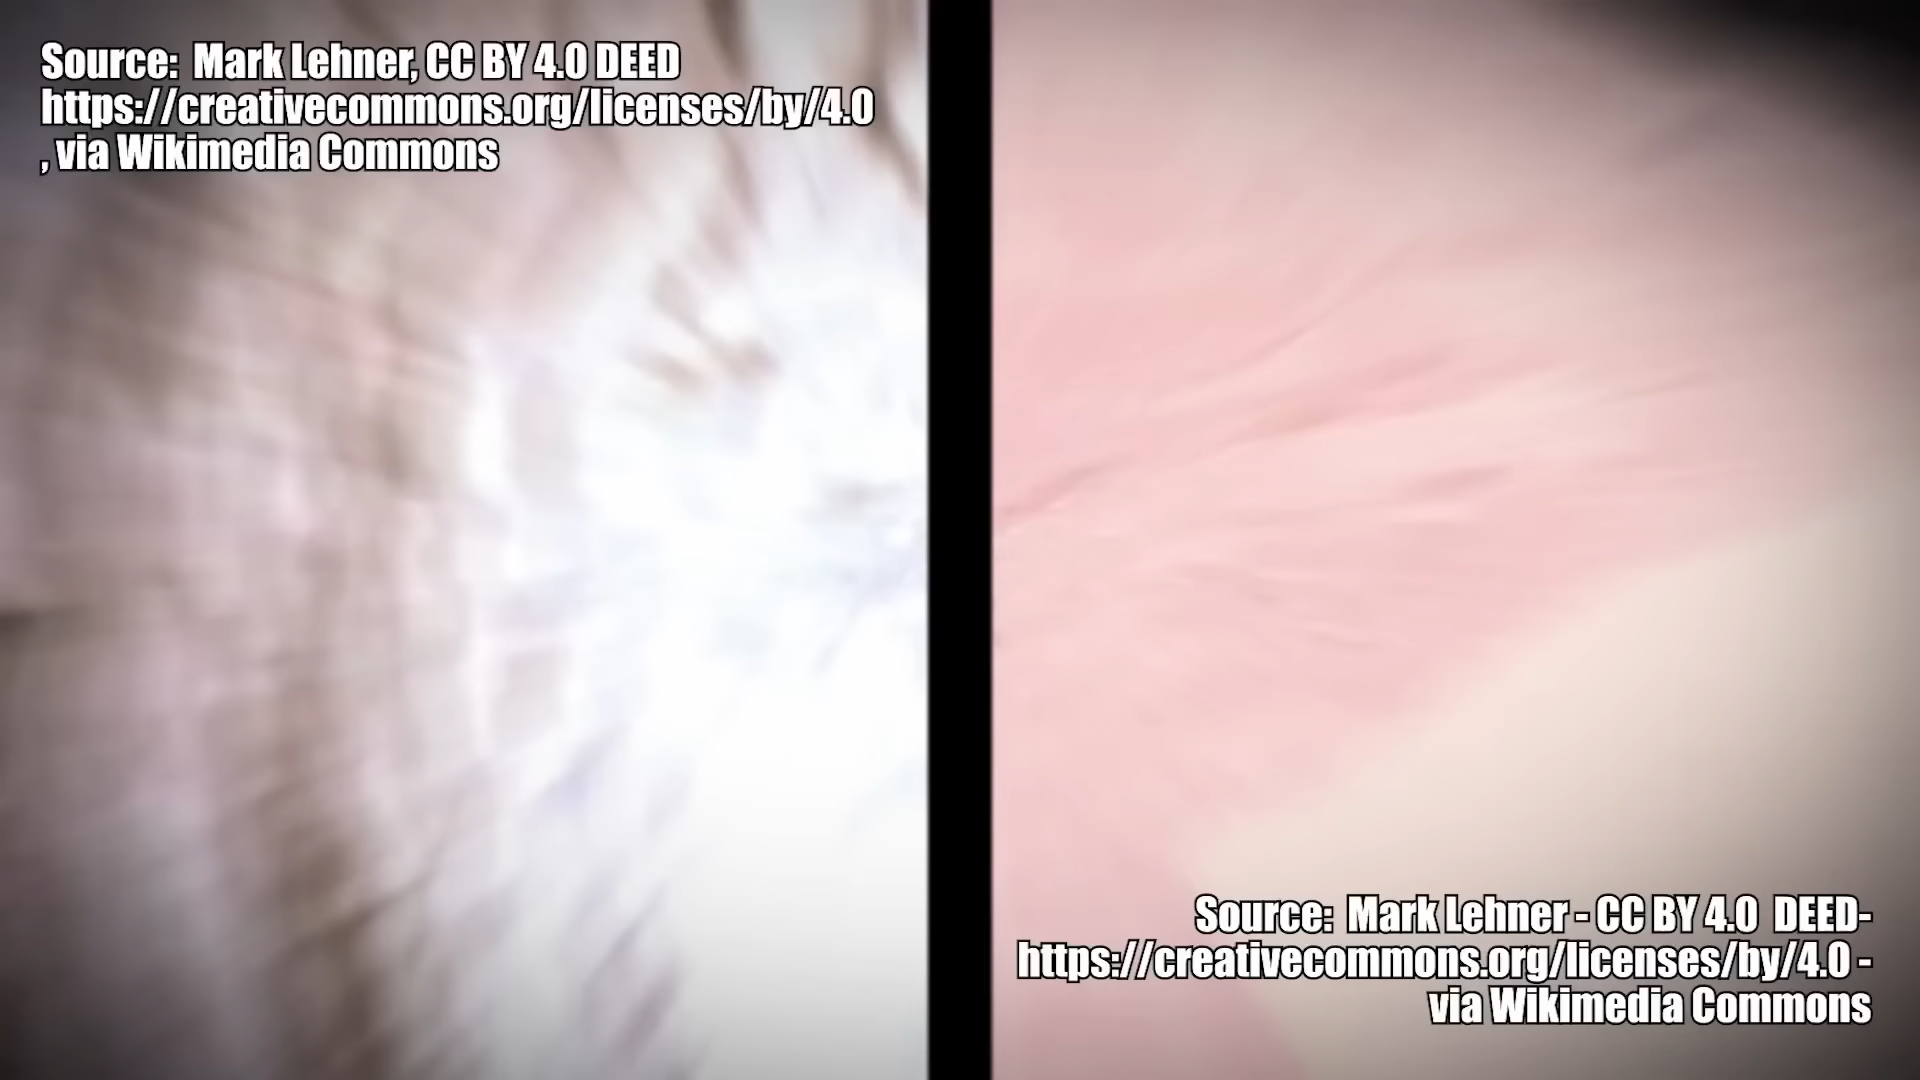 Source:  Mark Lehner, CC BY 4.0 DEED
https://creativecommons.org/licenses/by/4.0
, via Wikimedia Commons
Source:  Mark Lehner - CC BY 4.0  DEED-
https://creativecommons.org/licenses/by/4.0 -
via Wikimedia Commons